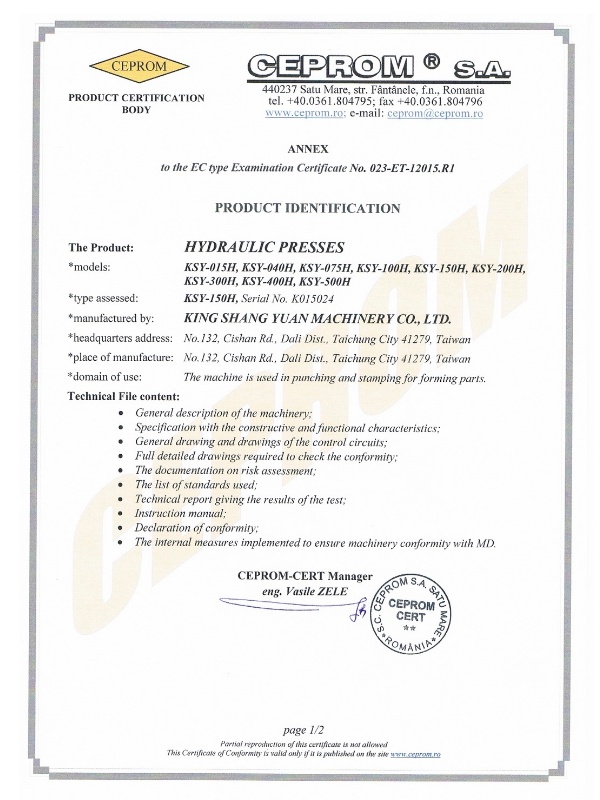 CEPROM
PRODUCT CERTIFICATION
BODY
CEPROM ® S.A.
440237 Satu Mare, str. Fântânele, f.n., Romania
tel. +40.0361.804795; fax +40.0361.804796
www.ceprom.ro; e-mail: ceprom@ceprom.ro
ANNEX
to the EC type Examination Certificate No. 023-ET-12015.R1
PRODUCT IDENTIFICATION
The Product: HYDRAULIC PRESSES
*models: KSY-015H, KSY-040H, KSY-075H, KSY-100H, KSY-150H, KSY-200H,
KSY-300H, KSY-400H, KSY-500H
*type assessed: KSY-150H, Serial No. K015024
*manufactured by: KING SHANG YUAN MACHINERY CO., LTD.
*headquarters address: No.132, Cishan Rd., Dali Dist., Taichung City 41279, Taiwan
*place of manufacture: No.132, Cishan Rd., Dali Dist., Taichung City 41279, Taiwan
*domain of use: The machine is used in punching and stamping for forming parts.
Technical File content:
• General description of the machinery;
• Specification with the constructive and functional characteristics;
• General drawing and drawings of the control circuits;
• Full detailed drawings required to check the conformity;
• The documentation on risk assessment;
• The list of standards used;
• Technical report giving the results of the test;
• Instruction manual;
• Declaration of conformity;
• The internal measures implemented to ensure machinery conformity with MD.
CEPROM-CERT Manager
eng. Vasile ZELE
S.C. CEPROM S.A. SATU MARE
CEPROM
CERT
**
*ROMÂNIA*
CEPROM
page 1/2
Partial reproduction of this certificate is not allowed
This Certificate of Conformity is valid only if it is published on the site www.ceprom.ro